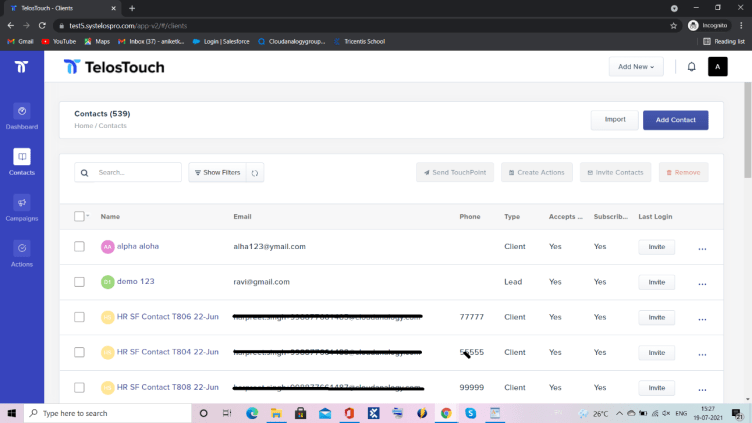 TelosTouch - Clients
Incognito
test5.systelospro.com/app-v2/#/clients
Gmail YouTube Maps Inbox (37) - aniketk... Login | Salesforce Cloudanalogygroup... Tricentis School Reading list
TelosTouch
Add New
A
Dashboard
Contacts
Campaigns
Actions
Contacts (539)
Home / Contacts
Import
Add Contact
Search...
Show Filters
Send TouchPoint
Create Actions
Invite Contacts
Remove
Name Email Phone Type Accepts ... Subscrib... Last Login
AA alpha aloha alha123@ymail.com Client Yes Yes Invite ...
D1 demo 123 ravi@gmail.com Lead Yes Yes Invite ...
HR SF Contact T806 22-Jun 77777 Client Yes Yes Invite ...
HR SF Contact T804 22-Jun 55555 Client Yes Yes Invite ...
HR SF Contact T808 22-Jun 99999 Client Yes Yes Invite ...
Type here to search
26°C
ENG
15:27
19-07-2021
21